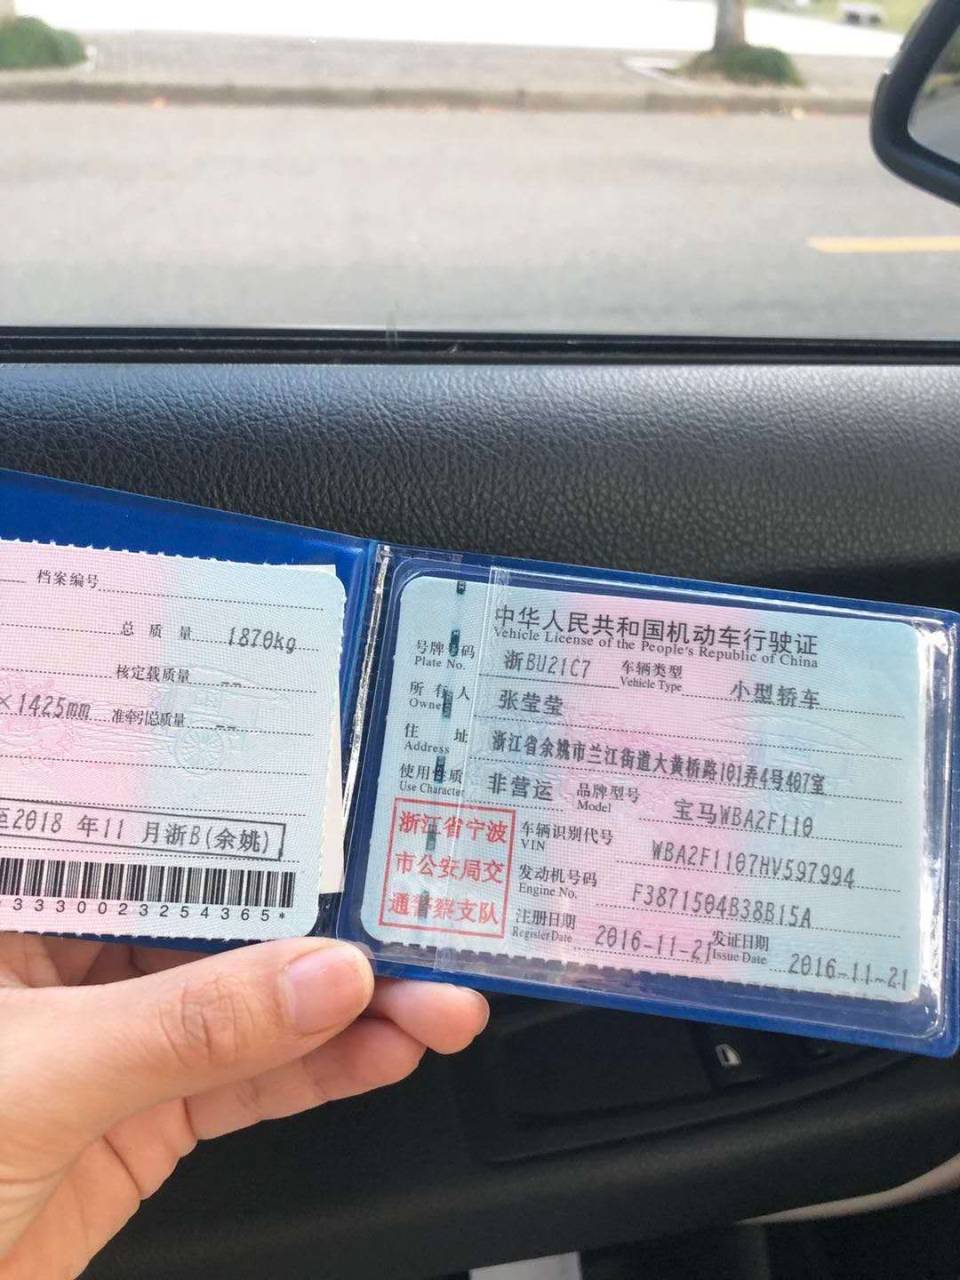 档案编号
总质量 1870kg
核定载质量 --
×1425mm 准牵引总质量 --
至2018 年11 月浙B(余姚)
3330023254365*
中华人民共和国机动车行驶证
Vehicle License of the People's Republic of China
号牌号码 浙BU21C7 车辆类型 小型轿车
Plate No. Vehicle Type
所有人 张莹莹
Owner
住址 浙江省余姚市兰江街道大黄桥路101弄4号407室
Address
使用性质 非营运 品牌型号 宝马WBA2F110
Use Character Model
浙江省宁波
市公安局交
通警察支队
车辆识别代号 WBA2F1107HV597994
VIN
发动机号码 F3871504B38B15A
Engine No.
注册日期 2016-11-21 发证日期 2016-11-21
Register Date Issue Date